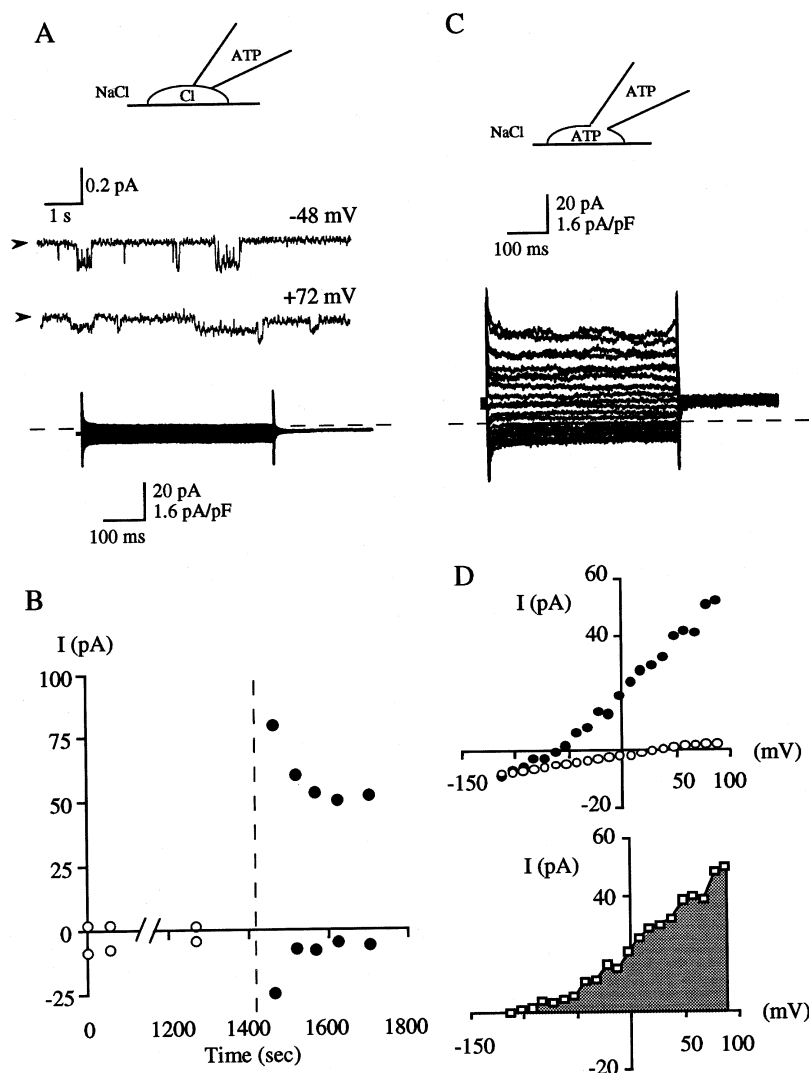 A
ATP
NaCl
Cl
0.2 pA
1 s
-48 mV
+72 mV
20 pA
1.6 pA/pF
100 ms
B
I (pA)
100
75
50
25
0
-25
0
1200
1400
1600
1800
Time (sec)
C
ATP
NaCl
ATP
20 pA
1.6 pA/pF
100 ms
D
60
I (pA)
40
-150
50
100
(mV)
-20
60
I (pA)
40
-150
50
100
(mV)
-20